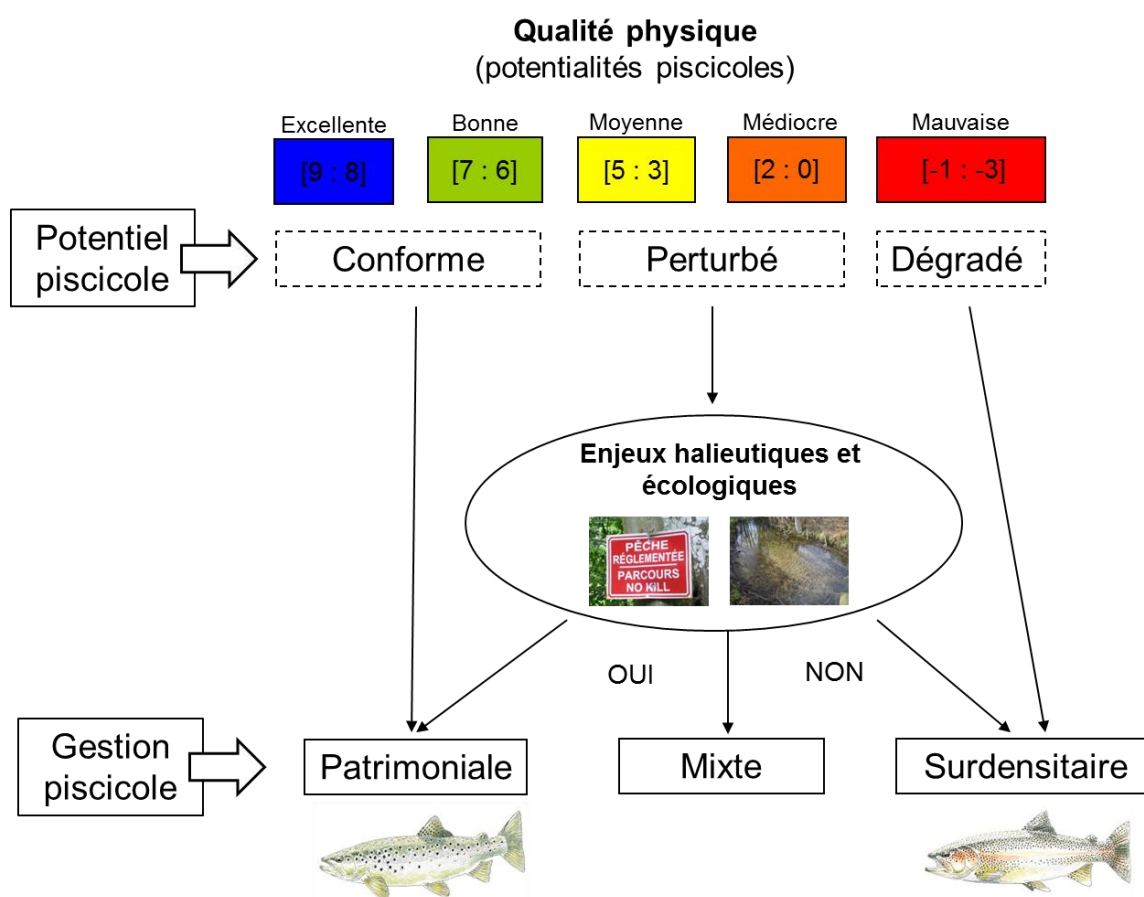 Qualité physique
(potentialités piscicoles)
Excellente
Bonne
Moyenne
Médiocre
Mauvaise
[9 : 8]
[7 : 6]
[5 : 3]
[2 : 0]
[-1 : -3]
Potentiel
piscicole
Conforme
Perturbé
Dégradé
Enjeux halieutiques et
écologiques
PÊCHE
RÉGLEMENTÉE
PARCOURS
NO KILL
OUI
NON
Gestion
piscicole
Patrimoniale
Mixte
Surdensitaire